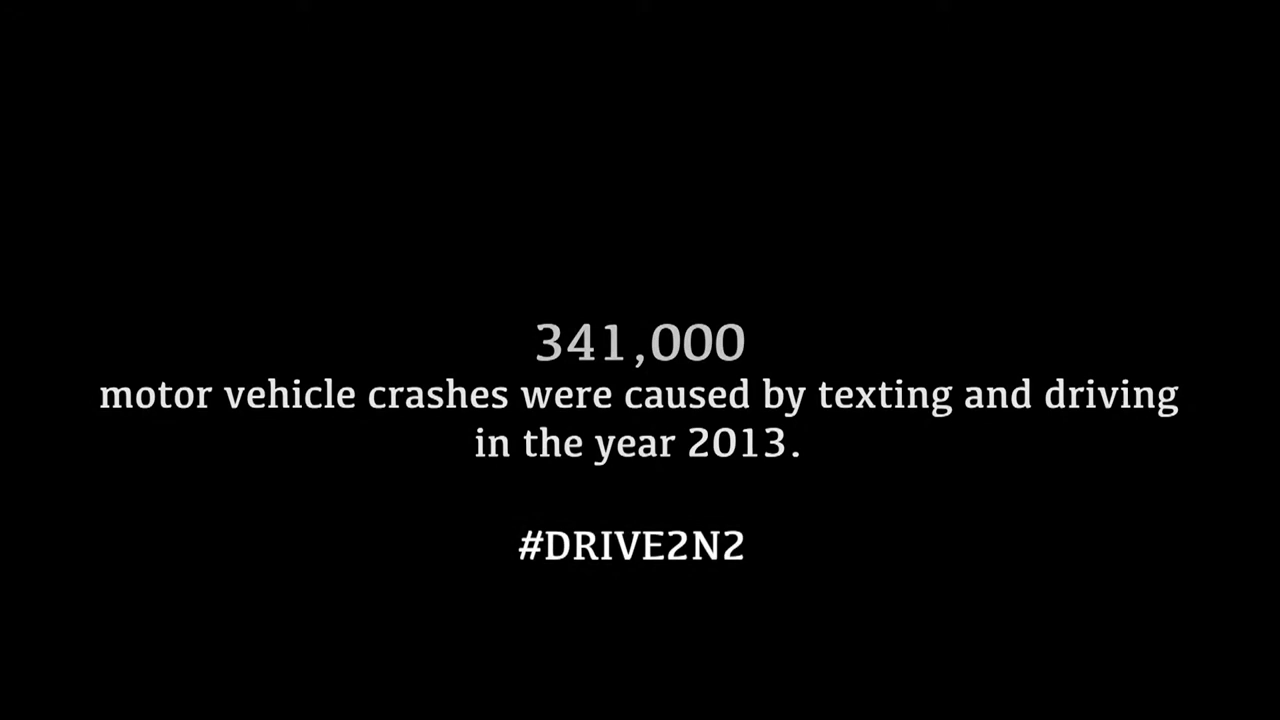 341,000
motor vehicle crashes were caused by texting and driving
in the year 2013.
#DRIVE2N2